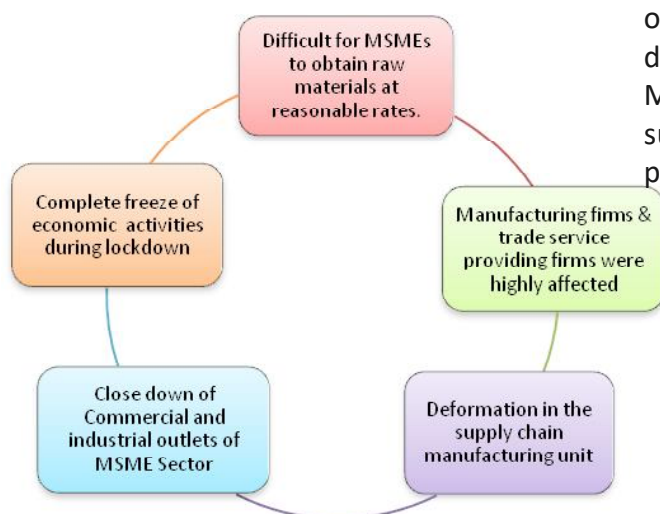 Difficult for MSMEs
to obtain raw
materials at
reasonable rates.
Manufacturing firms &
trade service
providing firms were
highly affected
Deformation in the
supply chain
manufacturing unit
Close down of
Commercial and
industrial outlets of
MSME Sector
Complete freeze of
economic activities
during lockdown